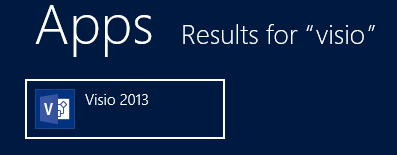 Apps Results for “visio”
V
Visio 2013